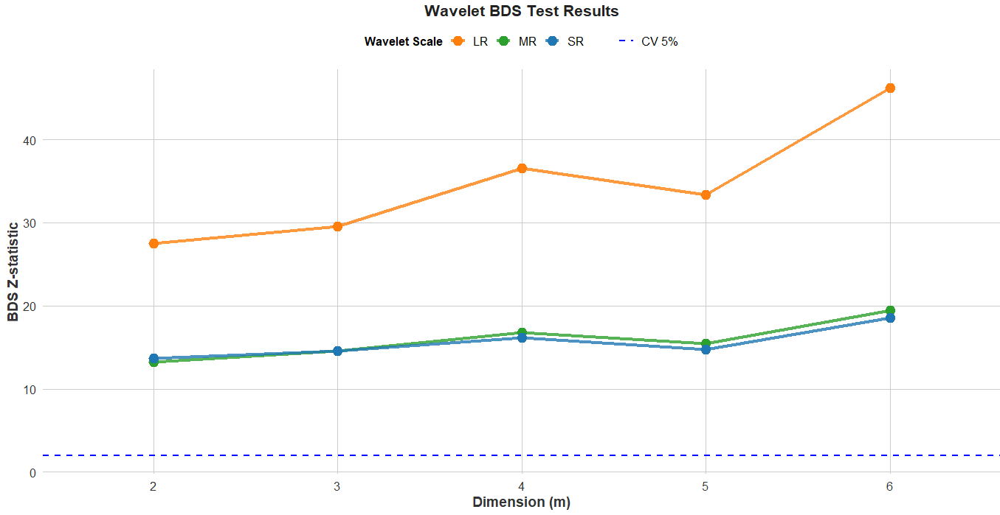 Wavelet BDS Test Results
Wavelet Scale LR MR SR CV 5%
BDS Z-statistic
40
30
20
10
0
2 3 4 5 6
Dimension (m)